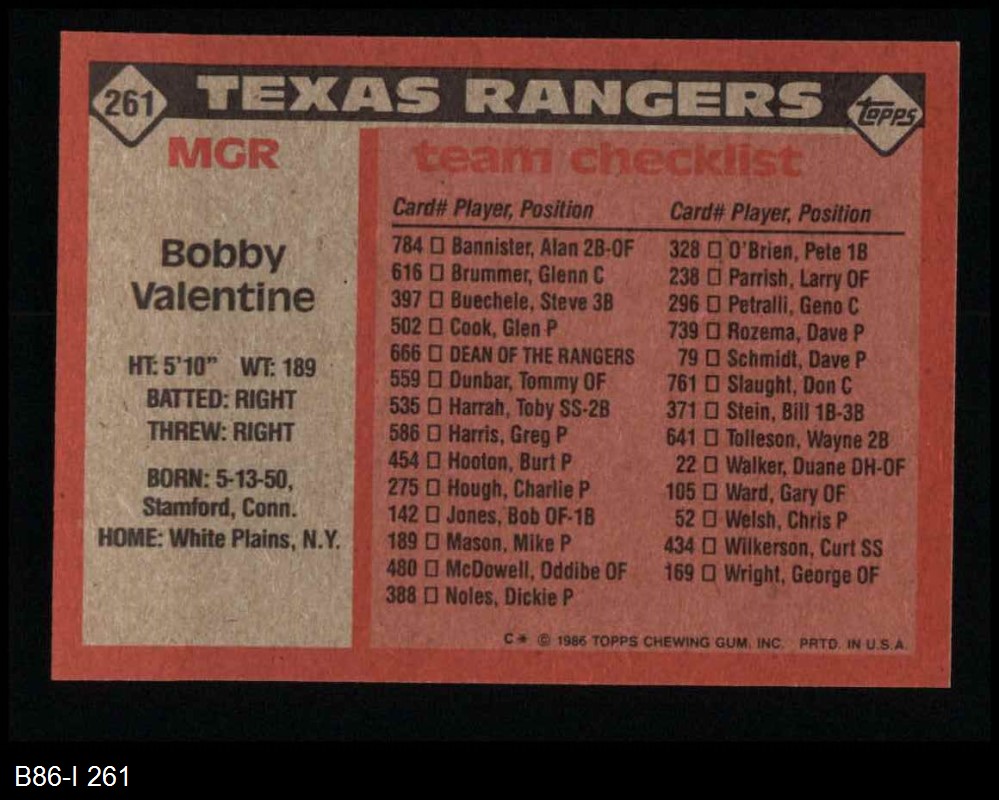 261 TEXAS RANGERS topps
MGR
Bobby
Valentine
HT: 5'10" WT: 189
BATTED: RIGHT
THREW: RIGHT
BORN: 5-13-50,
Stamford, Conn.
HOME: White Plains, N.Y.
team checklist
Card# Player, Position
784 □ Bannister, Alan 2B-OF
616 □ Brummer, Glenn C
397 □ Buechele, Steve 3B
502 □ Cook, Glen P
666 □ DEAN OF THE RANGERS
559 □ Dunbar, Tommy OF
535 □ Harrah, Toby SS-2B
586 □ Harris, Greg P
454 □ Hooton, Burt P
275 □ Hough, Charlie P
142 □ Jones, Bob OF-1B
189 □ Mason, Mike P
480 □ McDowell, Oddibe OF
388 □ Noles, Dickie P
Card# Player, Position
328 □ O'Brien, Pete 1B
238 □ Parrish, Larry OF
296 □ Petralli, Geno C
739 □ Rozema, Dave P
79 □ Schmidt, Dave P
761 □ Slaught, Don C
371 □ Stein, Bill 1B-3B
641 □ Tolleson, Wayne 2B
22 □ Walker, Duane DH-OF
105 □ Ward, Gary OF
52 □ Welsh, Chris P
434 □ Wilkerson, Curt SS
169 □ Wright, George OF
C* © 1986 TOPPS CHEWING GUM, INC. PRTD. IN U.S.A.
B86-I 261